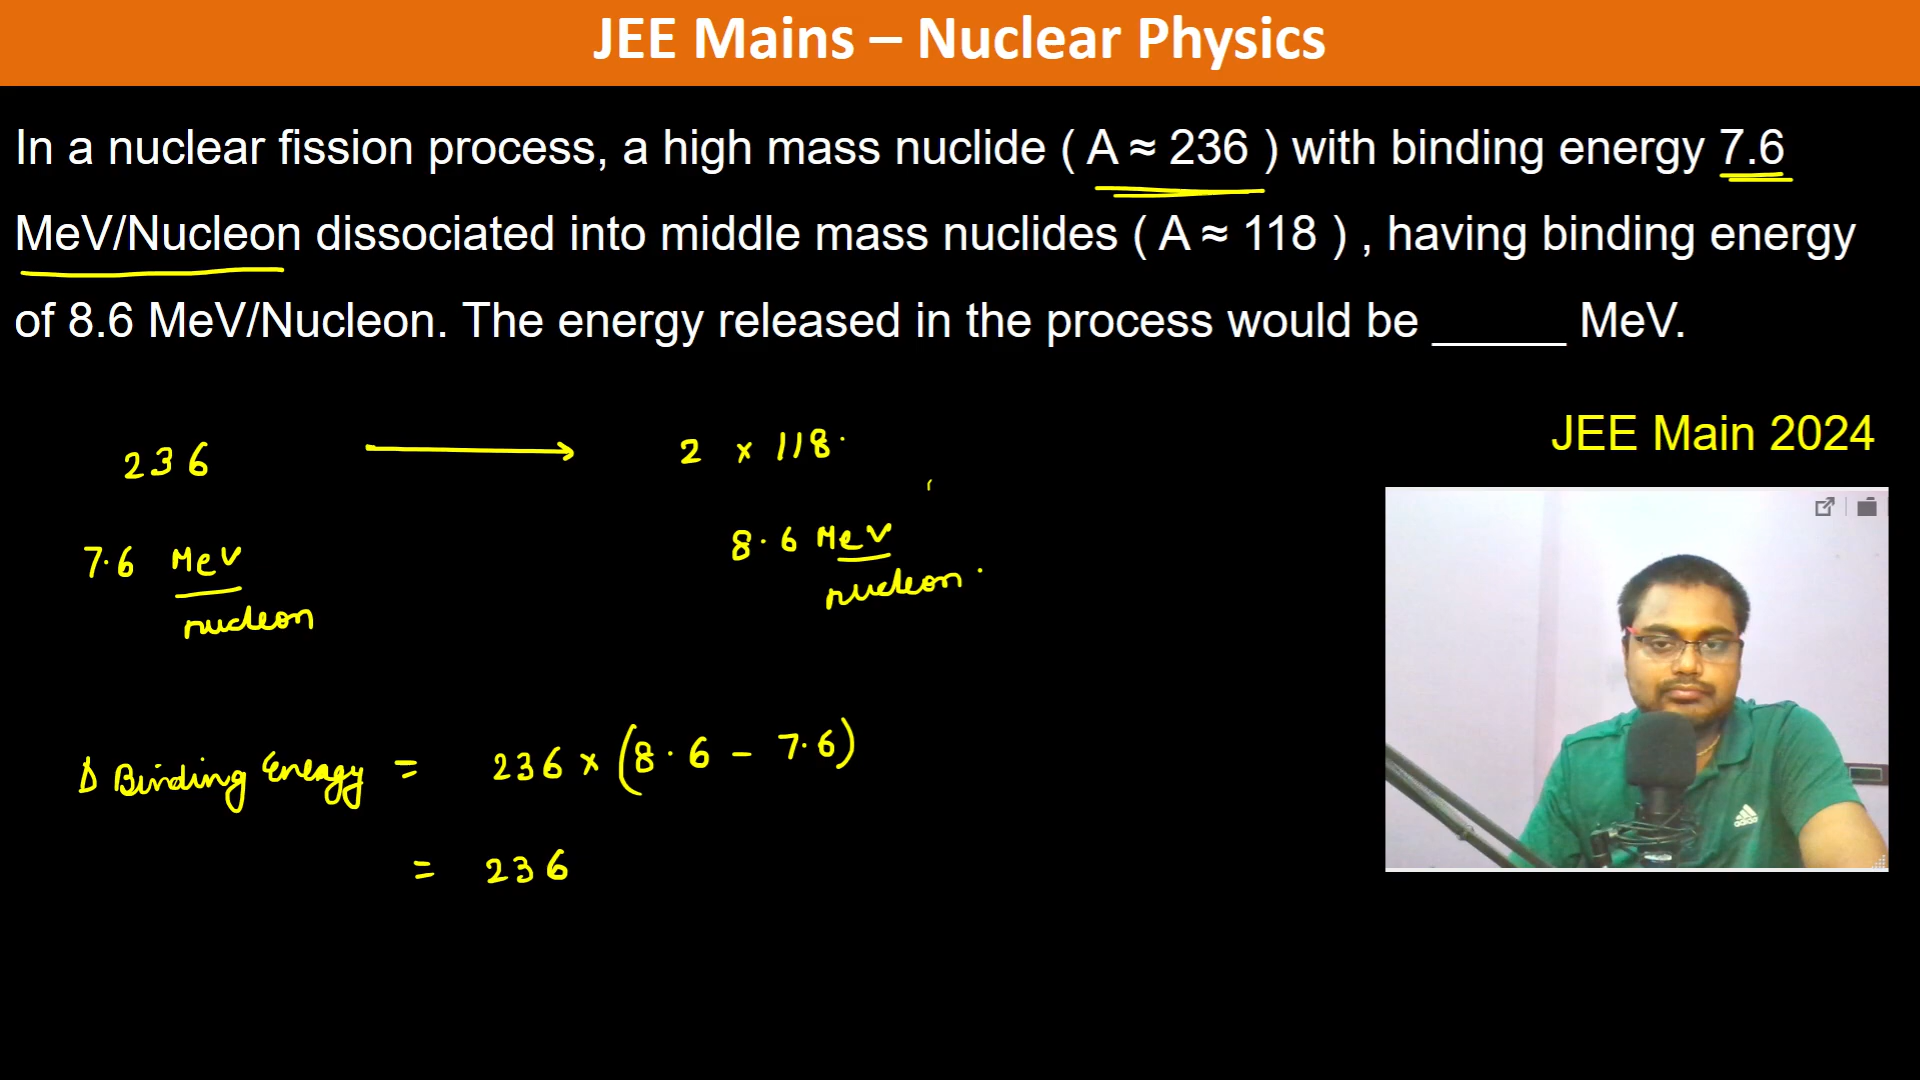 JEE Mains – Nuclear Physics
In a nuclear fission process, a high mass nuclide ( A ≈ 236 ) with binding energy 7.6
MeV/Nucleon dissociated into middle mass nuclides ( A ≈ 118 ) , having binding energy
of 8.6 MeV/Nucleon. The energy released in the process would be ______ MeV.
JEE Main 2024
236 ⟶ 2 × 118.
7.6 MeV
nucleon
8.6 MeV
nucleon.
Δ Binding Energy = 236 × (8.6 – 7.6)
= 236
adidas